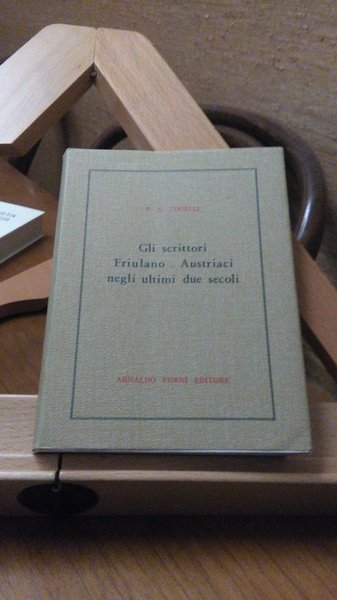 Gli scrittori
Friulano - Austriaci
negli ultimi due secoli
ARNALDO FORNI EDITORE